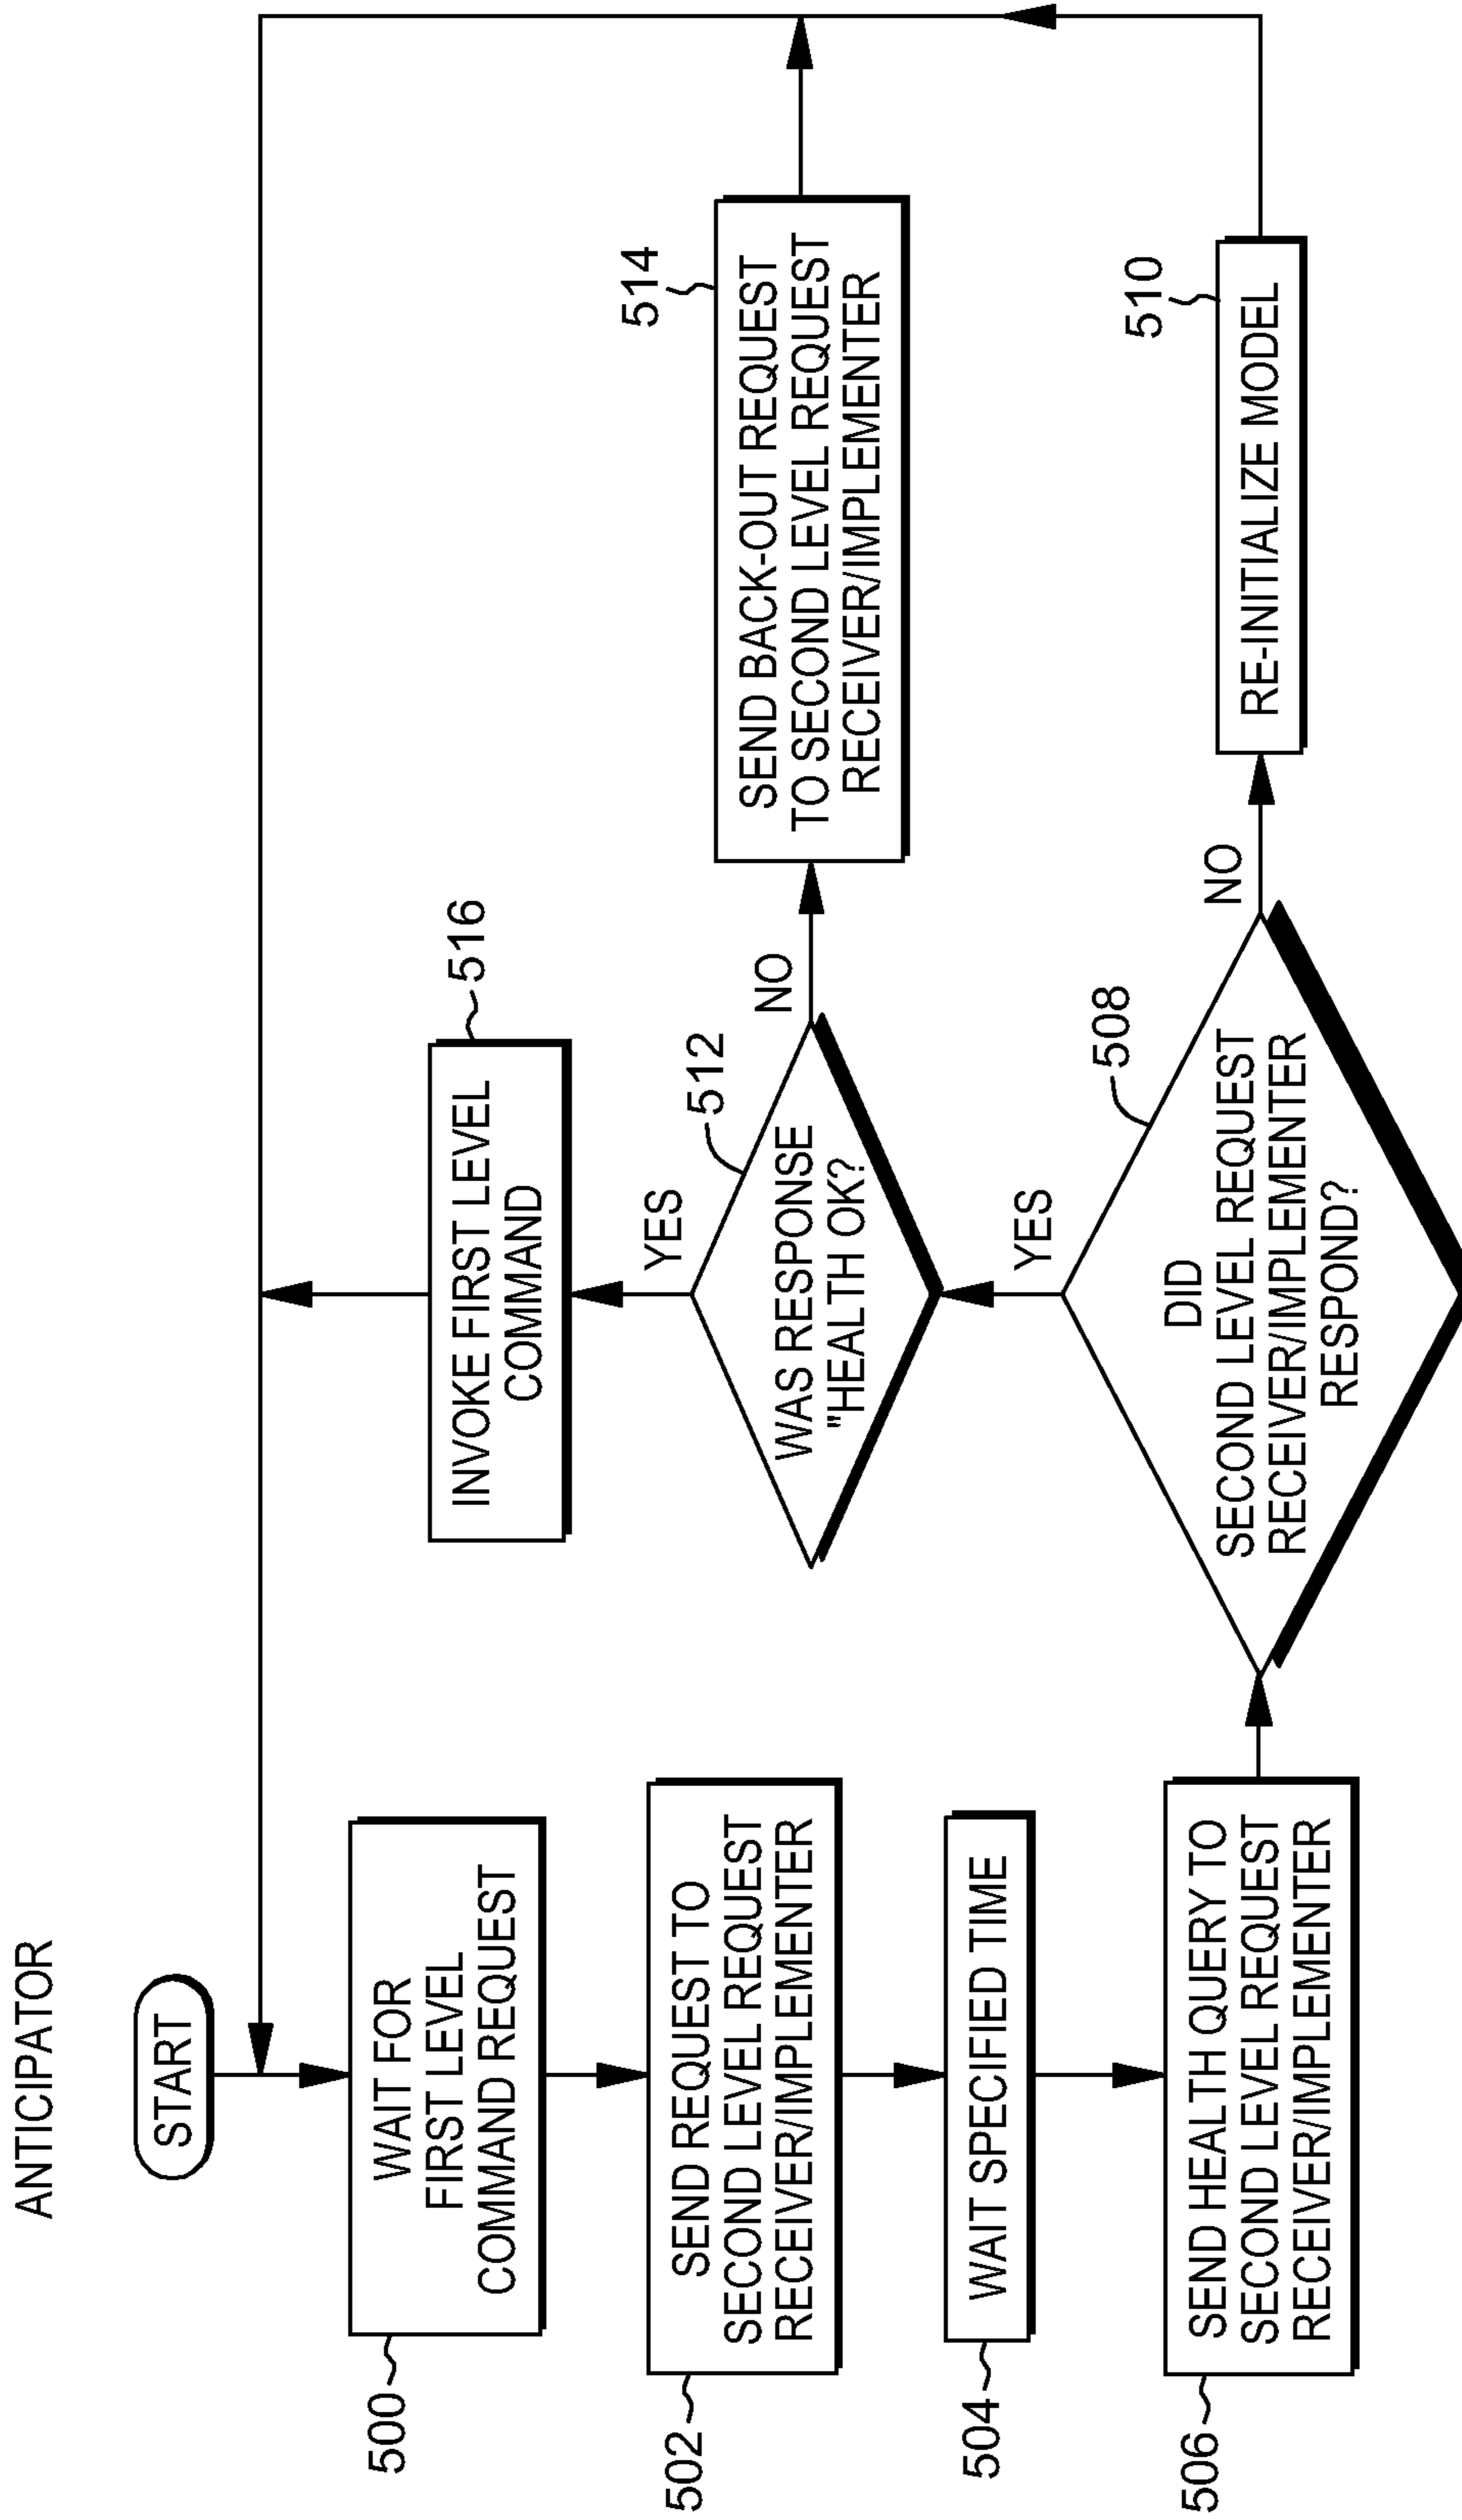 ANTICIPATOR
START
500
WAIT FOR
FIRST LEVEL
COMMAND REQUEST
502
SEND REQUEST TO
SECOND LEVEL REQUEST
RECEIVER/IMPLEMENTER
504
WAIT SPECIFIED TIME
506
SEND HEALTH QUERY TO
SECOND LEVEL REQUEST
RECEIVER/IMPLEMENTER
516
INVOKE FIRST LEVEL
COMMAND
YES
512
WAS RESPONSE
"HEALTH OK?
NO
514
SEND BACK-OUT REQUEST
TO SECOND LEVEL REQUEST
RECEIVER/IMPLEMENTER
YES
508
DID
SECOND LEVEL REQUEST
RECEIVER/IMPLEMENTER
RESPOND?
NO
510
RE-INITIALIZE MODEL